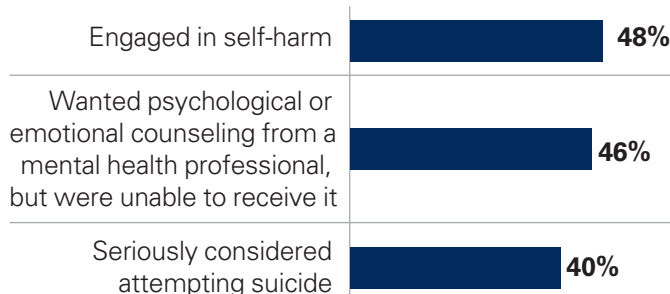 Engaged in self-harm 48%
Wanted psychological or
emotional counseling from a
mental health professional,
but were unable to receive it
46%
Seriously considered
attempting suicide
40%